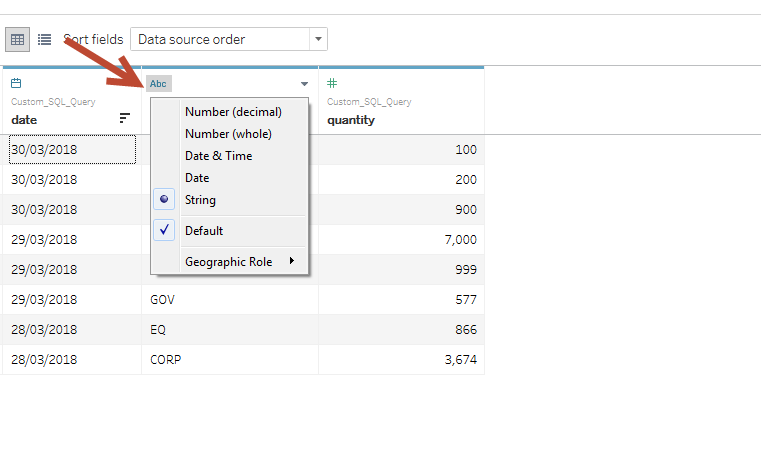 Sort fields Data source order
Abc
Custom_SQL_Query Custom_SQL_Query
date quantity
Number (decimal)
Number (whole)
Date & Time
Date
String
Default
Geographic Role
30/03/2018 100
30/03/2018 200
30/03/2018 900
29/03/2018 7,000
29/03/2018 999
29/03/2018 GOV 577
28/03/2018 EQ 866
28/03/2018 CORP 3,674